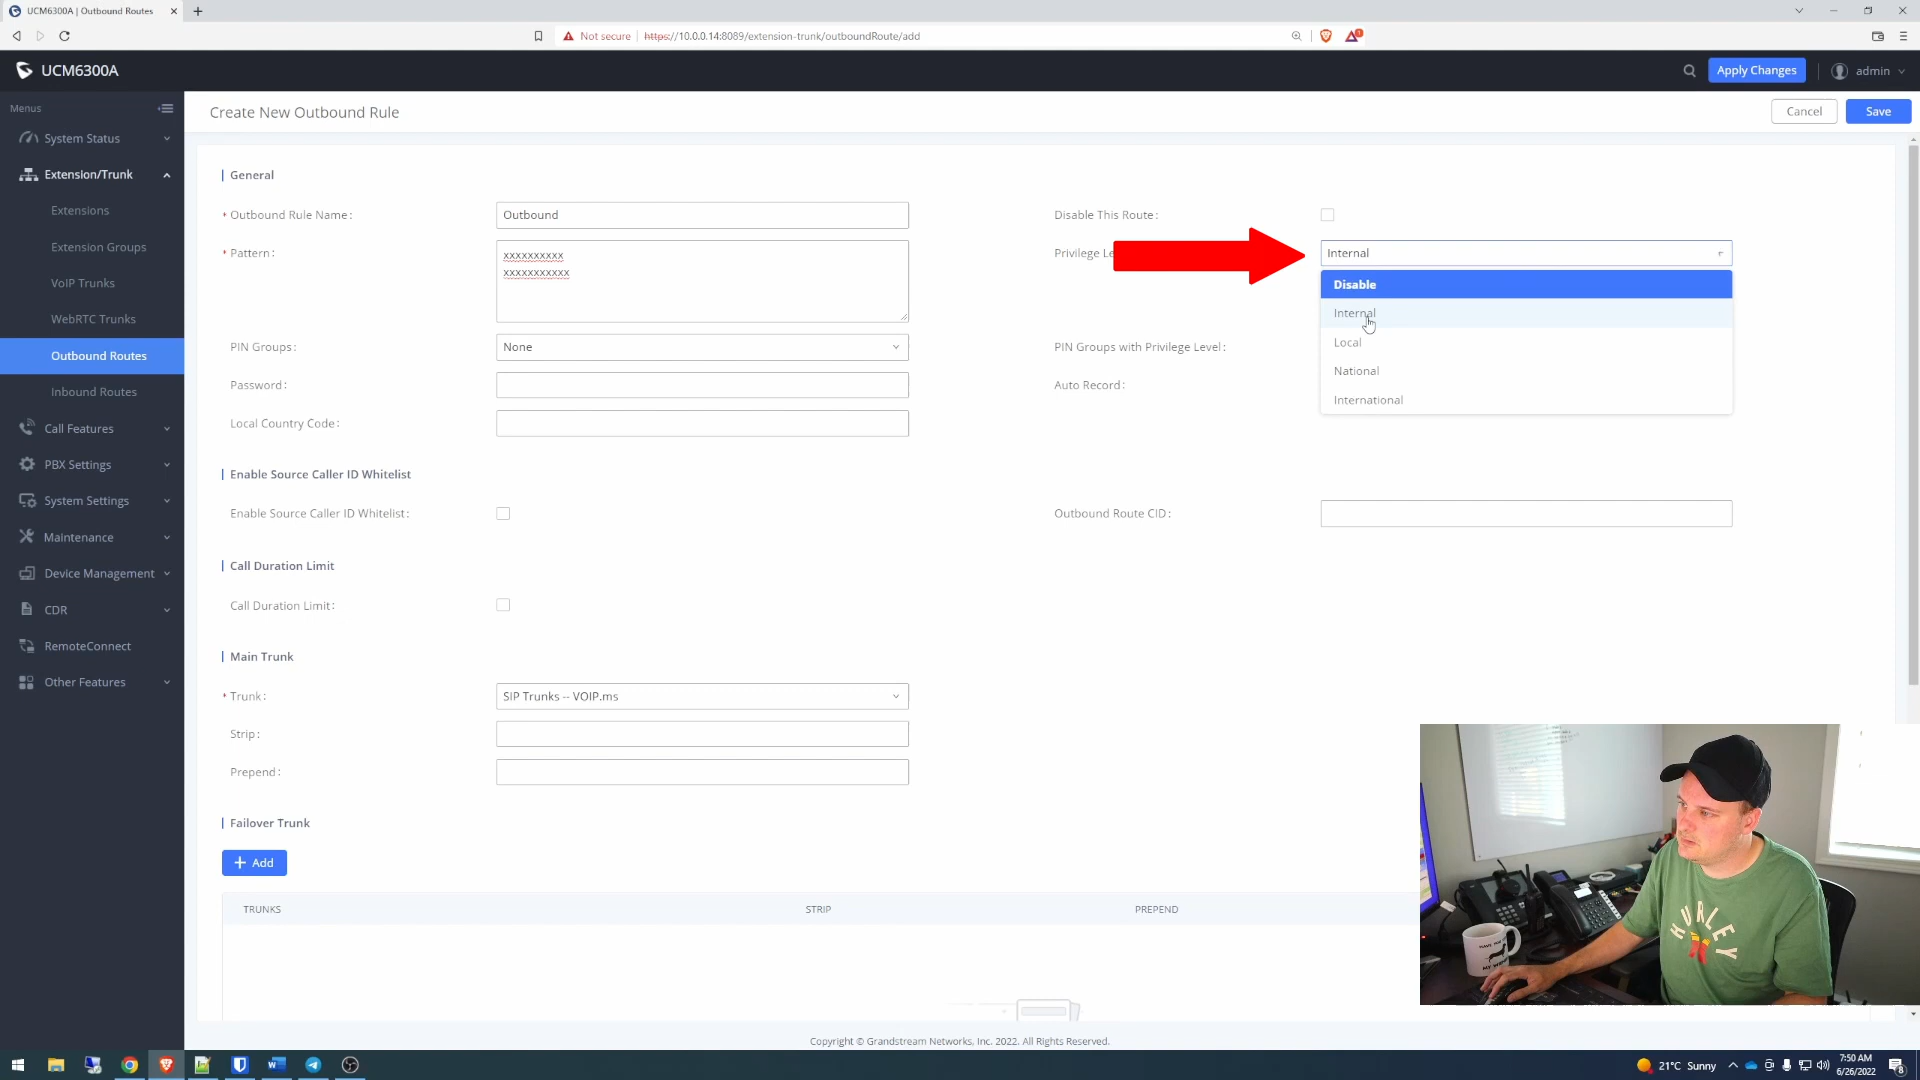 UCM6300A | Outbound Routes
Not secure
https://10.0.0.14:8089/extension-trunk/outboundRoute/add
UCM6300A
Apply Changes
admin
Menus
System Status
Extension/Trunk
Extensions
Extension Groups
VoIP Trunks
WebRTC Trunks
Outbound Routes
Inbound Routes
Call Features
PBX Settings
System Settings
Maintenance
Device Management
CDR
RemoteConnect
Other Features
Create New Outbound Rule
Cancel
Save
General
* Outbound Rule Name:
Outbound
Disable This Route:
* Pattern:
xxxxxxxxxx
xxxxxxxxxxx
Privilege Le
Internal
Disable
Internal
Local
National
International
PIN Groups:
None
PIN Groups with Privilege Level:
Password:
Auto Record:
Local Country Code:
Enable Source Caller ID Whitelist
Enable Source Caller ID Whitelist:
Outbound Route CID:
Call Duration Limit
Call Duration Limit:
Main Trunk
* Trunk:
SIP Trunks -- VOIP.ms
Strip:
Prepend:
Failover Trunk
+ Add
TRUNKS
STRIP
PREPEND
HURLEY
Copyright © Grandstream Networks, Inc. 2022. All Rights Reserved.
21°C Sunny
7:50 AM
6/26/2022